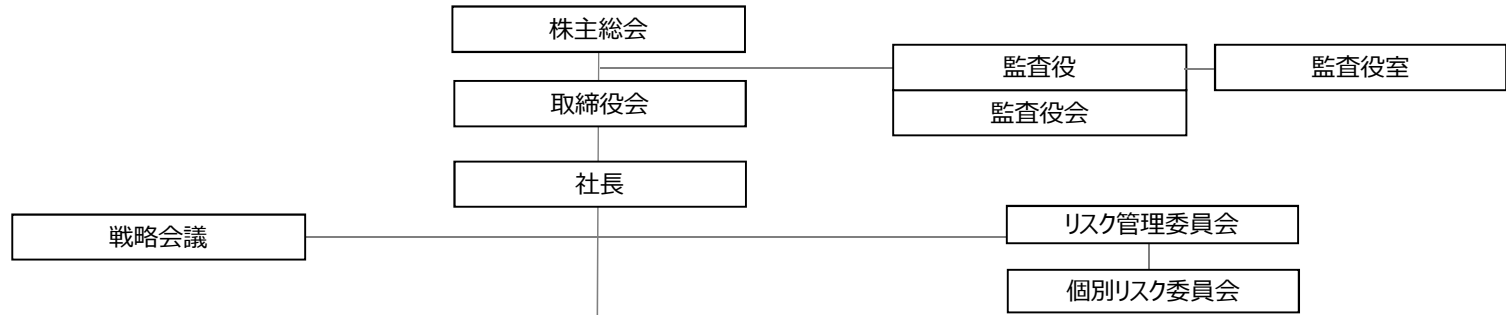 株主総会
監査役
監査役室
取締役会
監査役会
社長
戦略会議
リスク管理委員会
個別リスク委員会